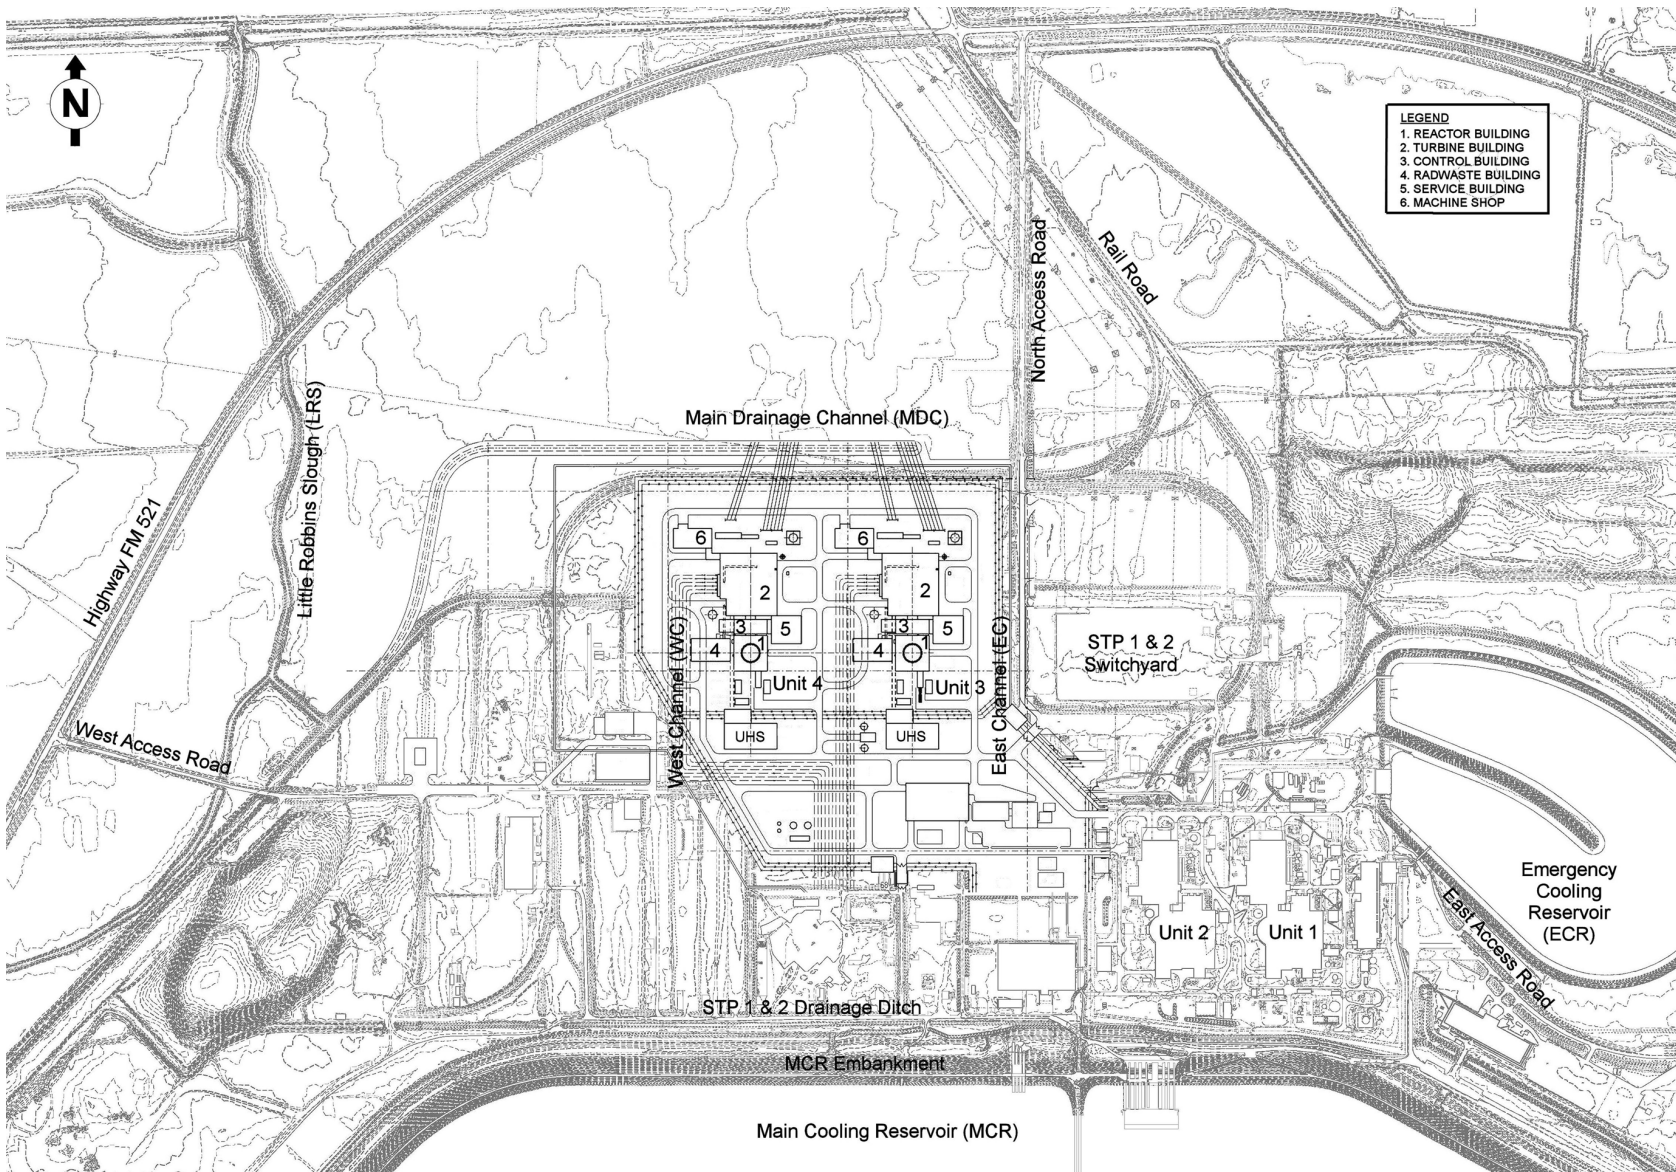 N
LEGEND
1. REACTOR BUILDING
2. TURBINE BUILDING
3. CONTROL BUILDING
4. RADWASTE BUILDING
5. SERVICE BUILDING
6. MACHINE SHOP
Rail Road
North Access Road
Main Drainage Channel (MDC)
Little Robbins Slough (LRS)
Highway FM 521
6
6
2
2
3
5
3
5
4
1
4
1
STP 1 & 2
Switchyard
West Channel (WC)
East Channel (EC)
Unit 4
Unit 3
UHS
UHS
West Access Road
Emergency
Cooling
Reservoir
(ECR)
East Access Road
Unit 2
Unit 1
STP 1 & 2 Drainage Ditch
MCR Embankment
Main Cooling Reservoir (MCR)